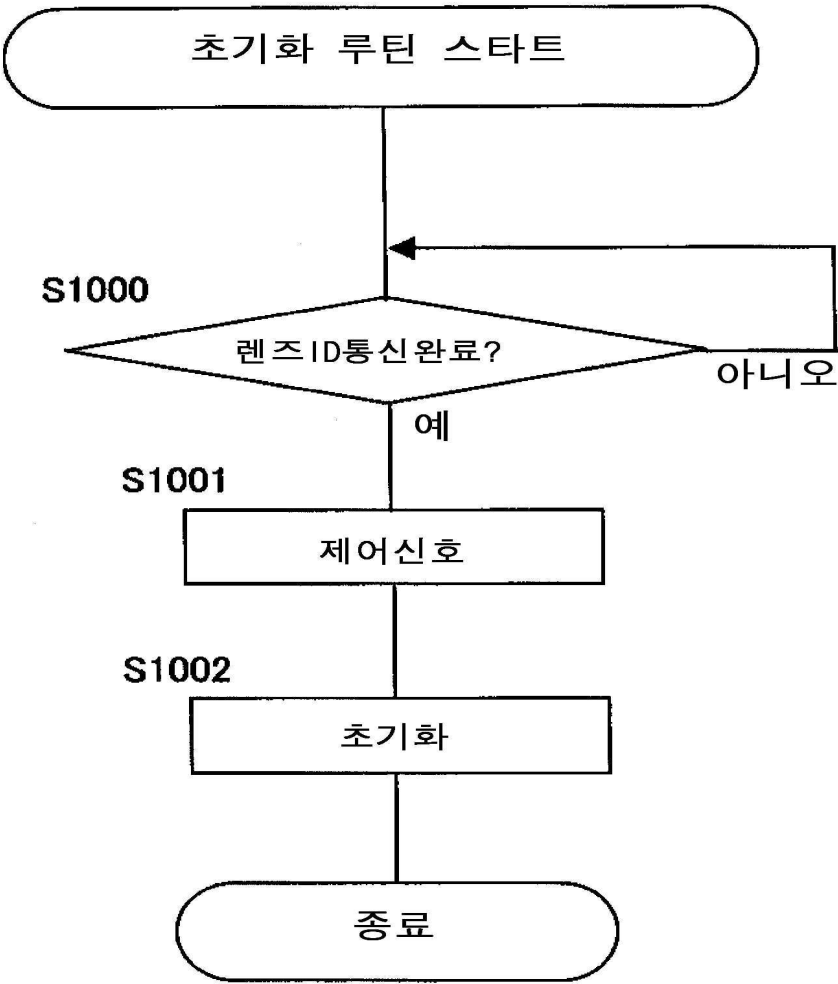 초기화 루틴 스타트
S1000
렌즈ID통신완료?
아니오
예
S1001
제어신호
S1002
초기화
종료